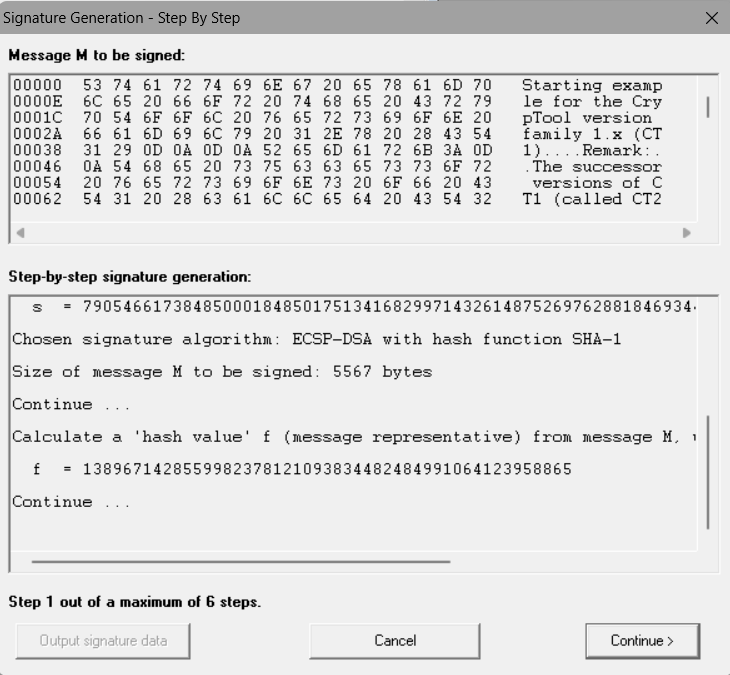 Signature Generation - Step By Step
Message M to be signed:
00000 53 74 61 72 74 69 6E 67 20 65 78 61 6D 70 Starting examp
0000E 6C 65 20 66 6F 72 20 74 68 65 20 43 72 79 le for the Cry
0001C 70 54 6F 6F 6C 20 76 65 72 73 69 6F 6E 20 pTool version
0002A 66 61 6D 69 6C 79 20 31 2E 78 20 28 43 54 family 1.x (CT
00038 31 29 0D 0A 0D 0A 52 65 6D 61 72 6B 3A 0D 1)....Remark:.
00046 0A 54 68 65 20 73 75 63 63 65 73 73 6F 72 .The successor
00054 20 76 65 72 73 69 6F 6E 73 20 6F 66 20 43 versions of C
00062 54 31 20 28 63 61 6C 6C 65 64 20 43 54 32 T1 (called CT2
Step-by-step signature generation:
s = 7905466173848500018485017513416829971432614875269762881846934
Chosen signature algorithm: ECSP-DSA with hash function SHA-1
Size of message M to be signed: 5567 bytes
Continue ...
Calculate a 'hash value' f (message representative) from message M,
f = 1389671428559982378121093834482484991064123958865
Continue ...
Step 1 out of a maximum of 6 steps.
Output signature data
Cancel
Continue >